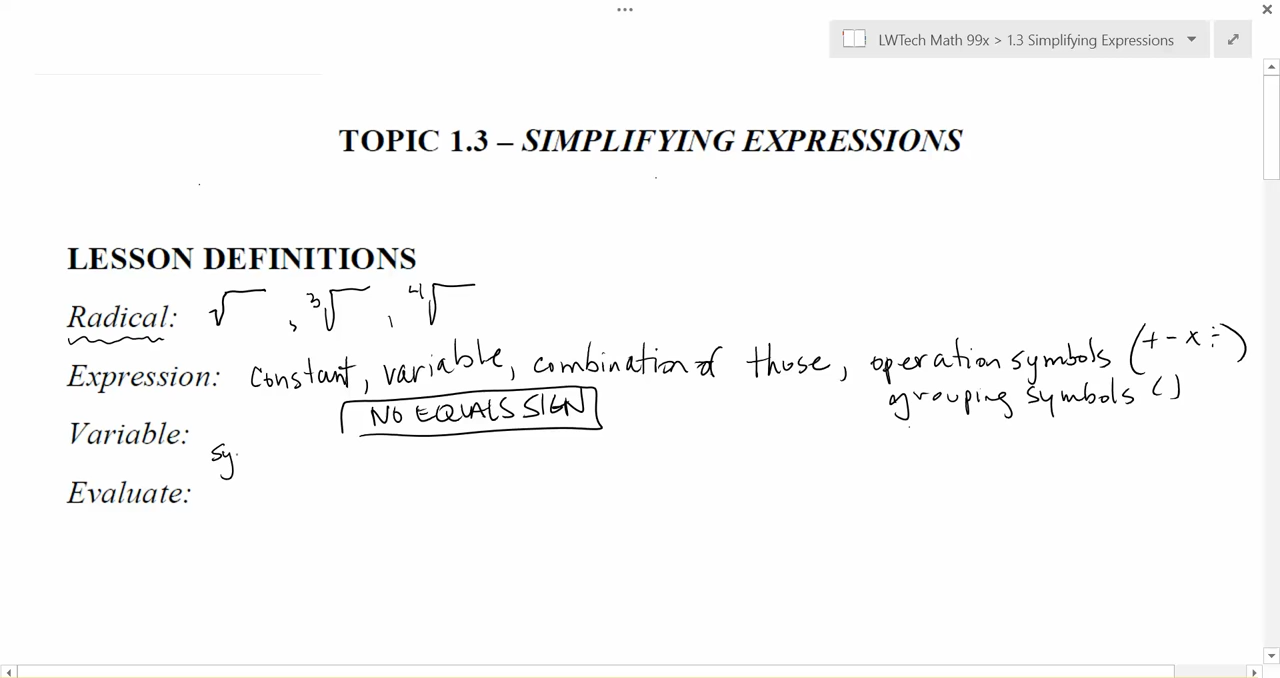 LWTech Math 99x > 1.3 Simplifying Expressions
TOPIC 1.3 – SIMPLIFYING EXPRESSIONS
LESSON DEFINITIONS
Radical: √ , ³√ , ⁴√
Expression: Constant, variable, combination of those, operation symbols (+ - x ÷)
grouping symbols ()
NO EQUALS SIGN
Variable:
sy
Evaluate: